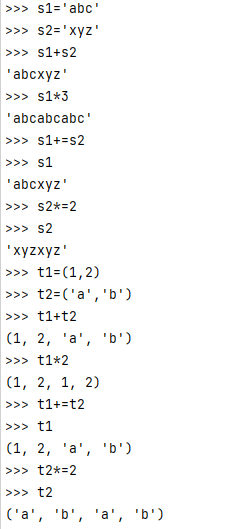 >>> s1='abc'
>>> s2='xyz'
>>> s1+s2
'abcxyz'
>>> s1*3
'abcabcabc'
>>> s1+=s2
>>> s1
'abcxyz'
>>> s2*=2
>>> s2
'xyzxyz'
>>> t1=(1,2)
>>> t2=('a','b')
>>> t1+t2
(1, 2, 'a', 'b')
>>> t1*2
(1, 2, 1, 2)
>>> t1+=t2
>>> t1
(1, 2, 'a', 'b')
>>> t2*=2
>>> t2
('a', 'b', 'a', 'b')